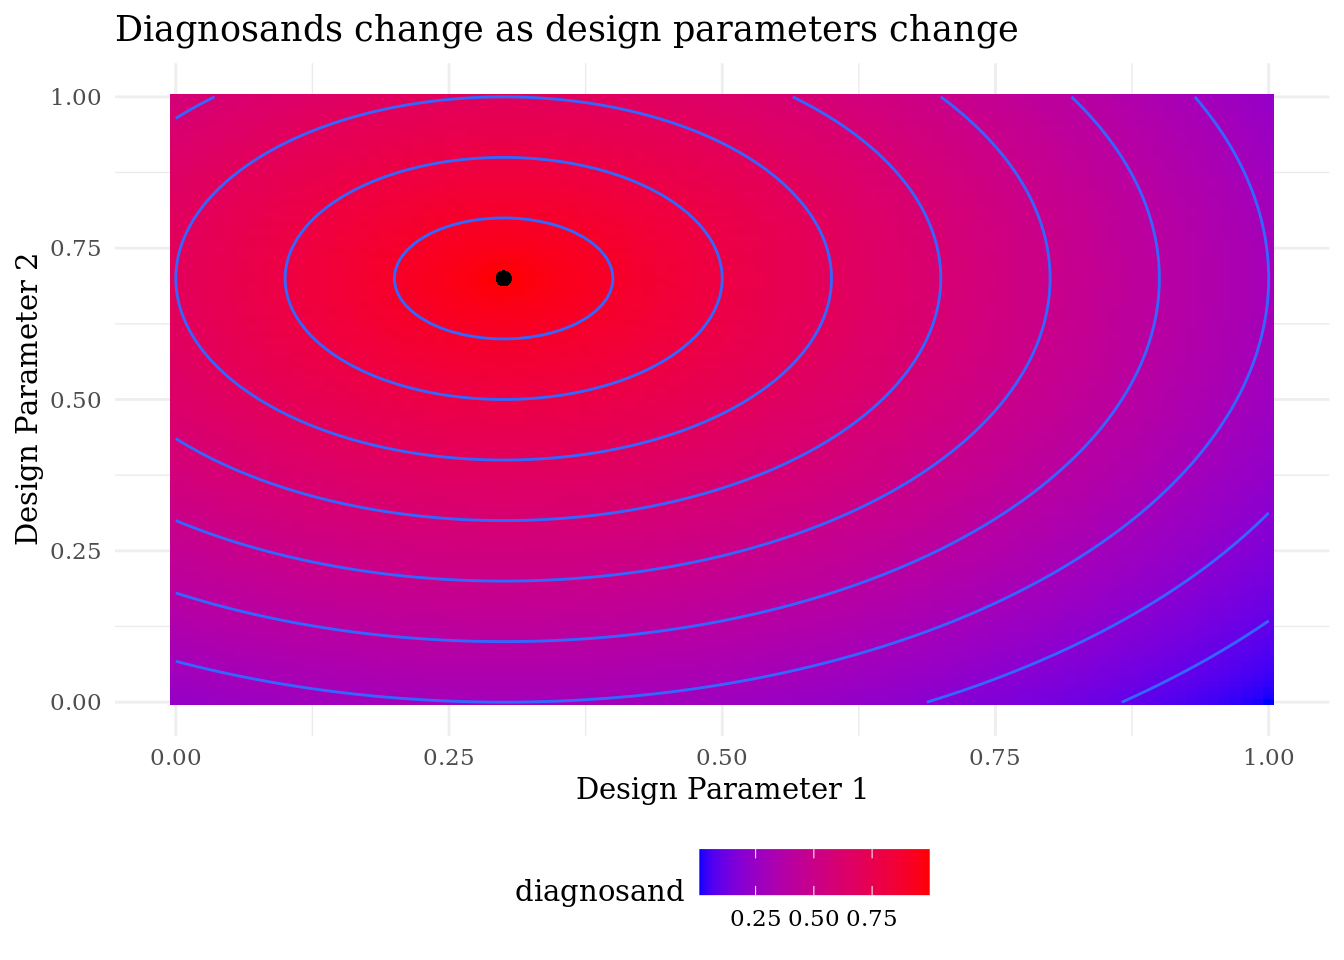 Diagnosands change as design parameters change
Design Parameter 2
1.00
0.75
0.50
0.25
0.00
0.00 0.25 0.50 0.75 1.00
Design Parameter 1
diagnosand
0.25 0.50 0.75